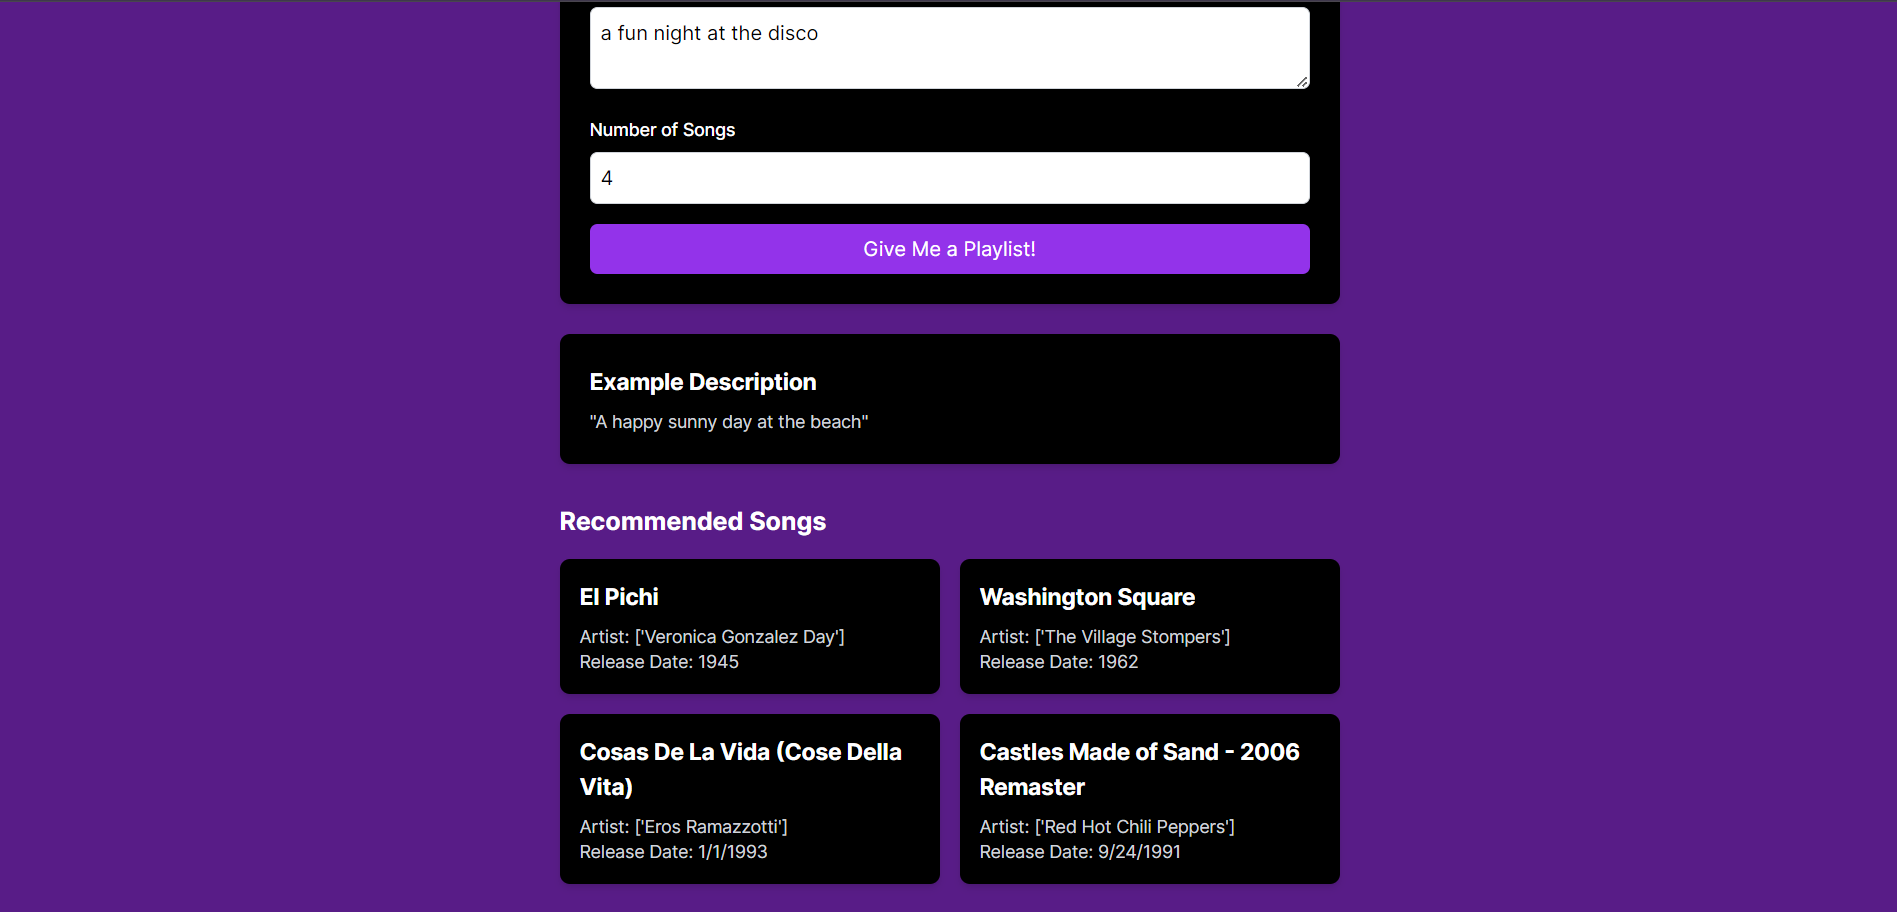 a fun night at the disco
Number of Songs
4
Give Me a Playlist!
Example Description
"A happy sunny day at the beach"
Recommended Songs
El Pichi
Artist: ['Veronica Gonzalez Day']
Release Date: 1945
Washington Square
Artist: ['The Village Stompers']
Release Date: 1962
Cosas De La Vida (Cose Della
Vita)
Artist: ['Eros Ramazzotti']
Release Date: 1/1/1993
Castles Made of Sand - 2006
Remaster
Artist: ['Red Hot Chili Peppers']
Release Date: 9/24/1991